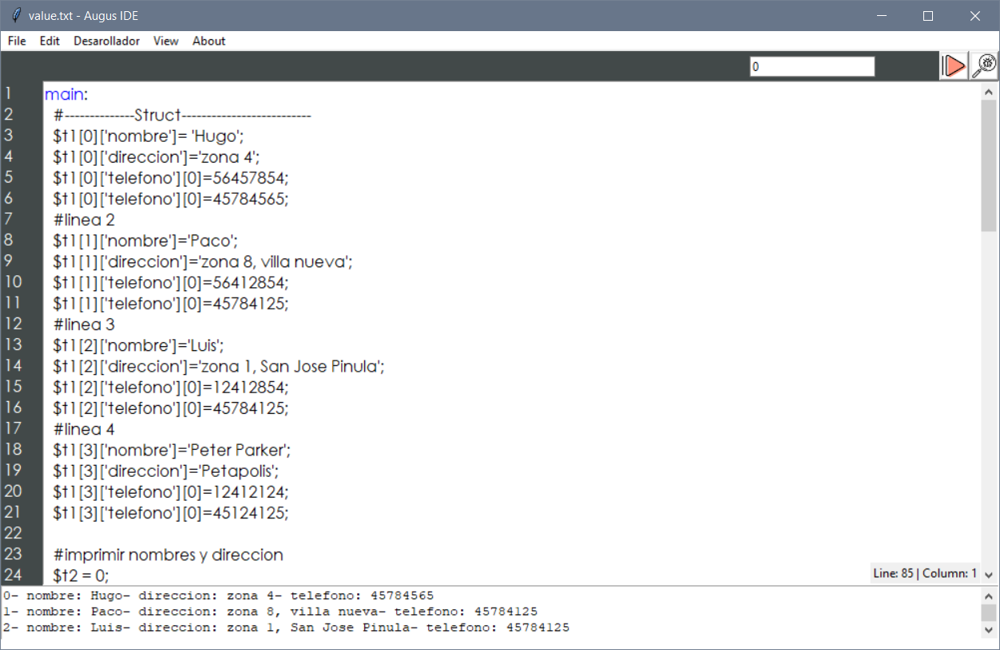 value.txt - Augus IDE
File Edit Desarollador View About
0
1 main:
2 #--------------Struct--------------------------
3 $t1[0]['nombre']= 'Hugo';
4 $t1[0]['direccion']='zona 4';
5 $t1[0]['telefono'][0]=56457854;
6 $t1[0]['telefono'][0]=45784565;
7 #linea 2
8 $t1[1]['nombre']='Paco';
9 $t1[1]['direccion']='zona 8, villa nueva';
10 $t1[1]['telefono'][0]=56412854;
11 $t1[1]['telefono'][0]=45784125;
12 #linea 3
13 $t1[2]['nombre']='Luis';
14 $t1[2]['direccion']='zona 1, San Jose Pinula';
15 $t1[2]['telefono'][0]=12412854;
16 $t1[2]['telefono'][0]=45784125;
17 #linea 4
18 $t1[3]['nombre']='Peter Parker';
19 $t1[3]['direccion']='Petapolis';
20 $t1[3]['telefono'][0]=12412124;
21 $t1[3]['telefono'][0]=45124125;
22
23 #imprimir nombres y direccion
24 $t2 = 0;
Line: 85 | Column: 1
0- nombre: Hugo- direccion: zona 4- telefono: 45784565
1- nombre: Paco- direccion: zona 8, villa nueva- telefono: 45784125
2- nombre: Luis- direccion: zona 1, San Jose Pinula- telefono: 45784125